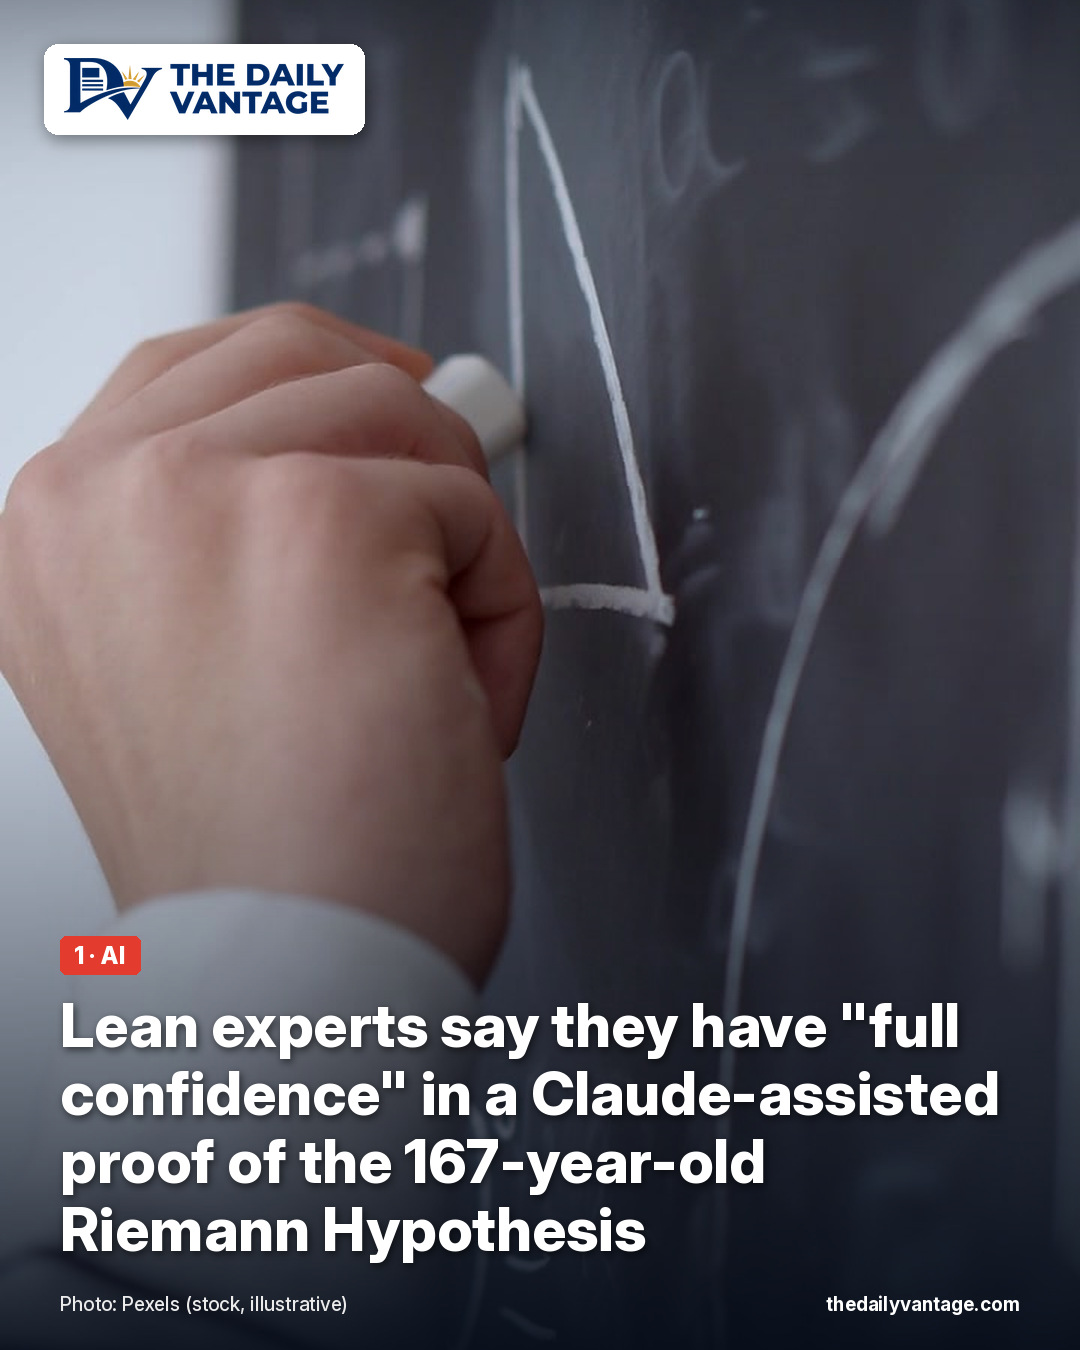 THE DAILY
VANTAGE
a
1 · AI
Lean experts say they have "full
confidence" in a Claude-assisted
proof of the 167-year-old
Riemann Hypothesis
Photo: Pexels (stock, illustrative)
thedailyvantage.com